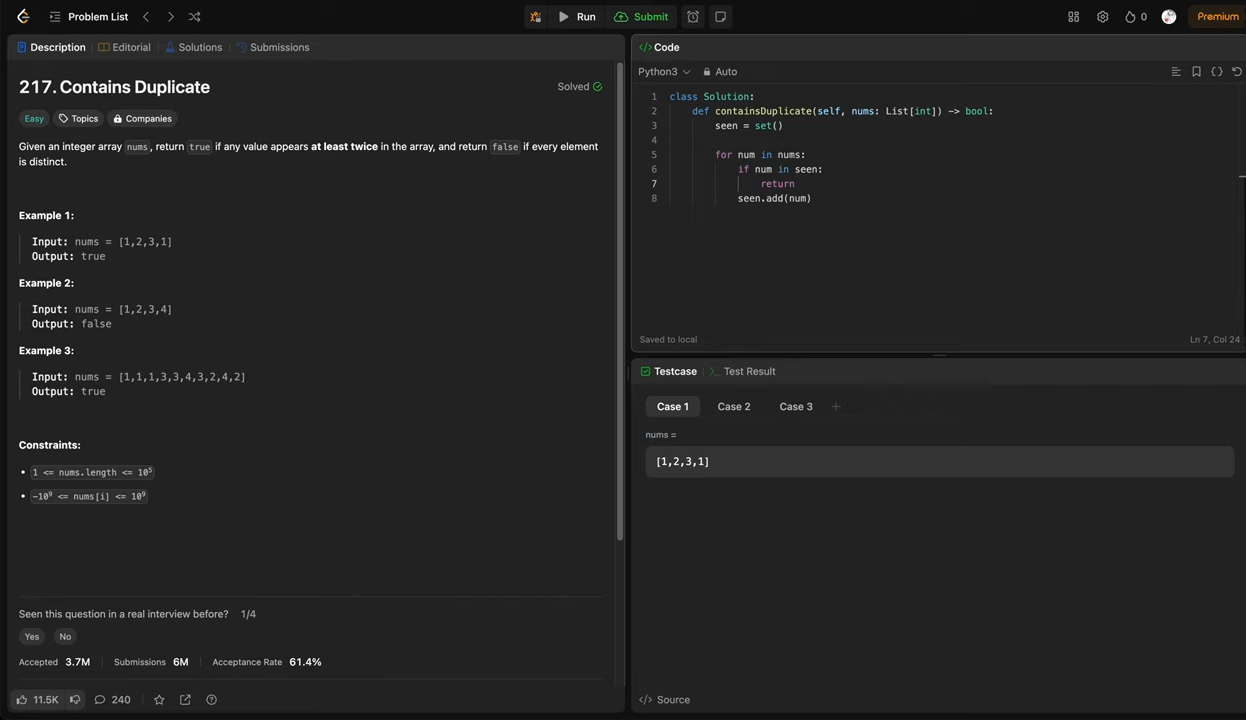 Problem List
Run
Submit
0
Premium
Description
Editorial
Solutions
Submissions
217. Contains Duplicate
Solved
Easy
Topics
Companies
Given an integer array nums, return true if any value appears at least twice in the array, and return false if every element
is distinct.
Example 1:
Input: nums = [1,2,3,1]
Output: true
Example 2:
Input: nums = [1,2,3,4]
Output: false
Example 3:
Input: nums = [1,1,1,3,3,4,3,2,4,2]
Output: true
Constraints:
• 1 <= nums.length <= 10⁵
• -10⁹ <= nums[i] <= 10⁹
Seen this question in a real interview before? 1/4
Yes No
Accepted 3.7M Submissions 6M Acceptance Rate 61.4%
11.5K 240
</> Code
Python3 Auto
1 class Solution:
2 def containsDuplicate(self, nums: List[int]) -> bool:
3 seen = set()
4
5 for num in nums:
6 if num in seen:
7 return
8 seen.add(num)
Saved to local
Ln 7, Col 24
Testcase
>_ Test Result
Case 1 Case 2 Case 3 +
nums =
[1,2,3,1]
</> Source